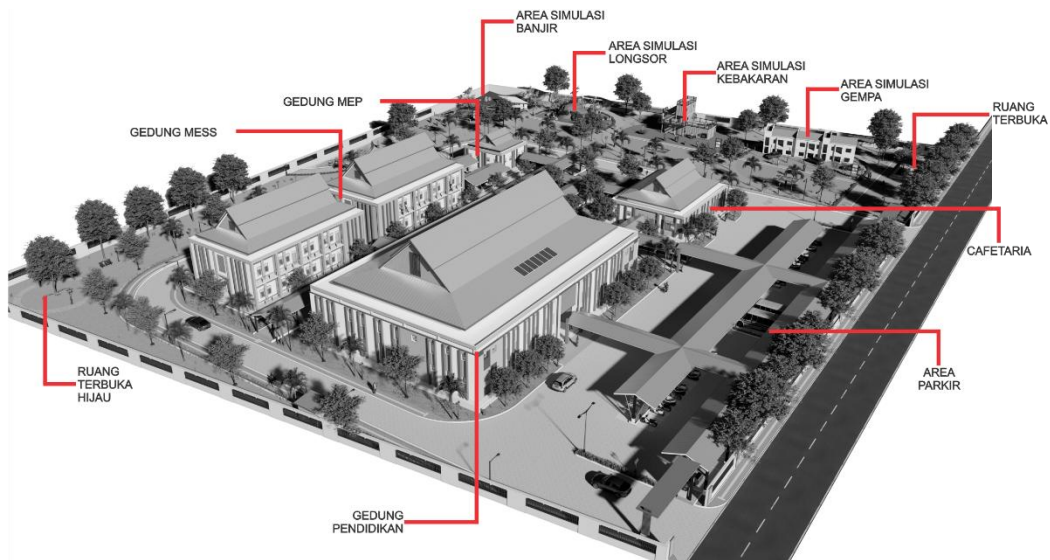 AREA SIMULASI
BANJIR
AREA SIMULASI
LONGSOR
AREA SIMULASI
KEBAKARAN
AREA SIMULASI
GEMPA
GEDUNG MEP
RUANG
TERBUKA
GEDUNG MESS
CAFETARIA
RUANG
TERBUKA
HIJAU
AREA
PARKIR
GEDUNG
PENDIDIKAN